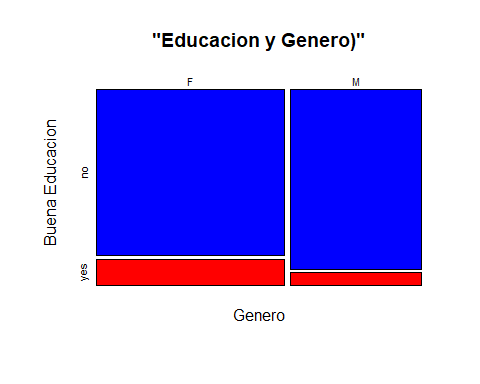 "Educacion y Genero)"
F
M
Buena Educacion
no
yes
Genero